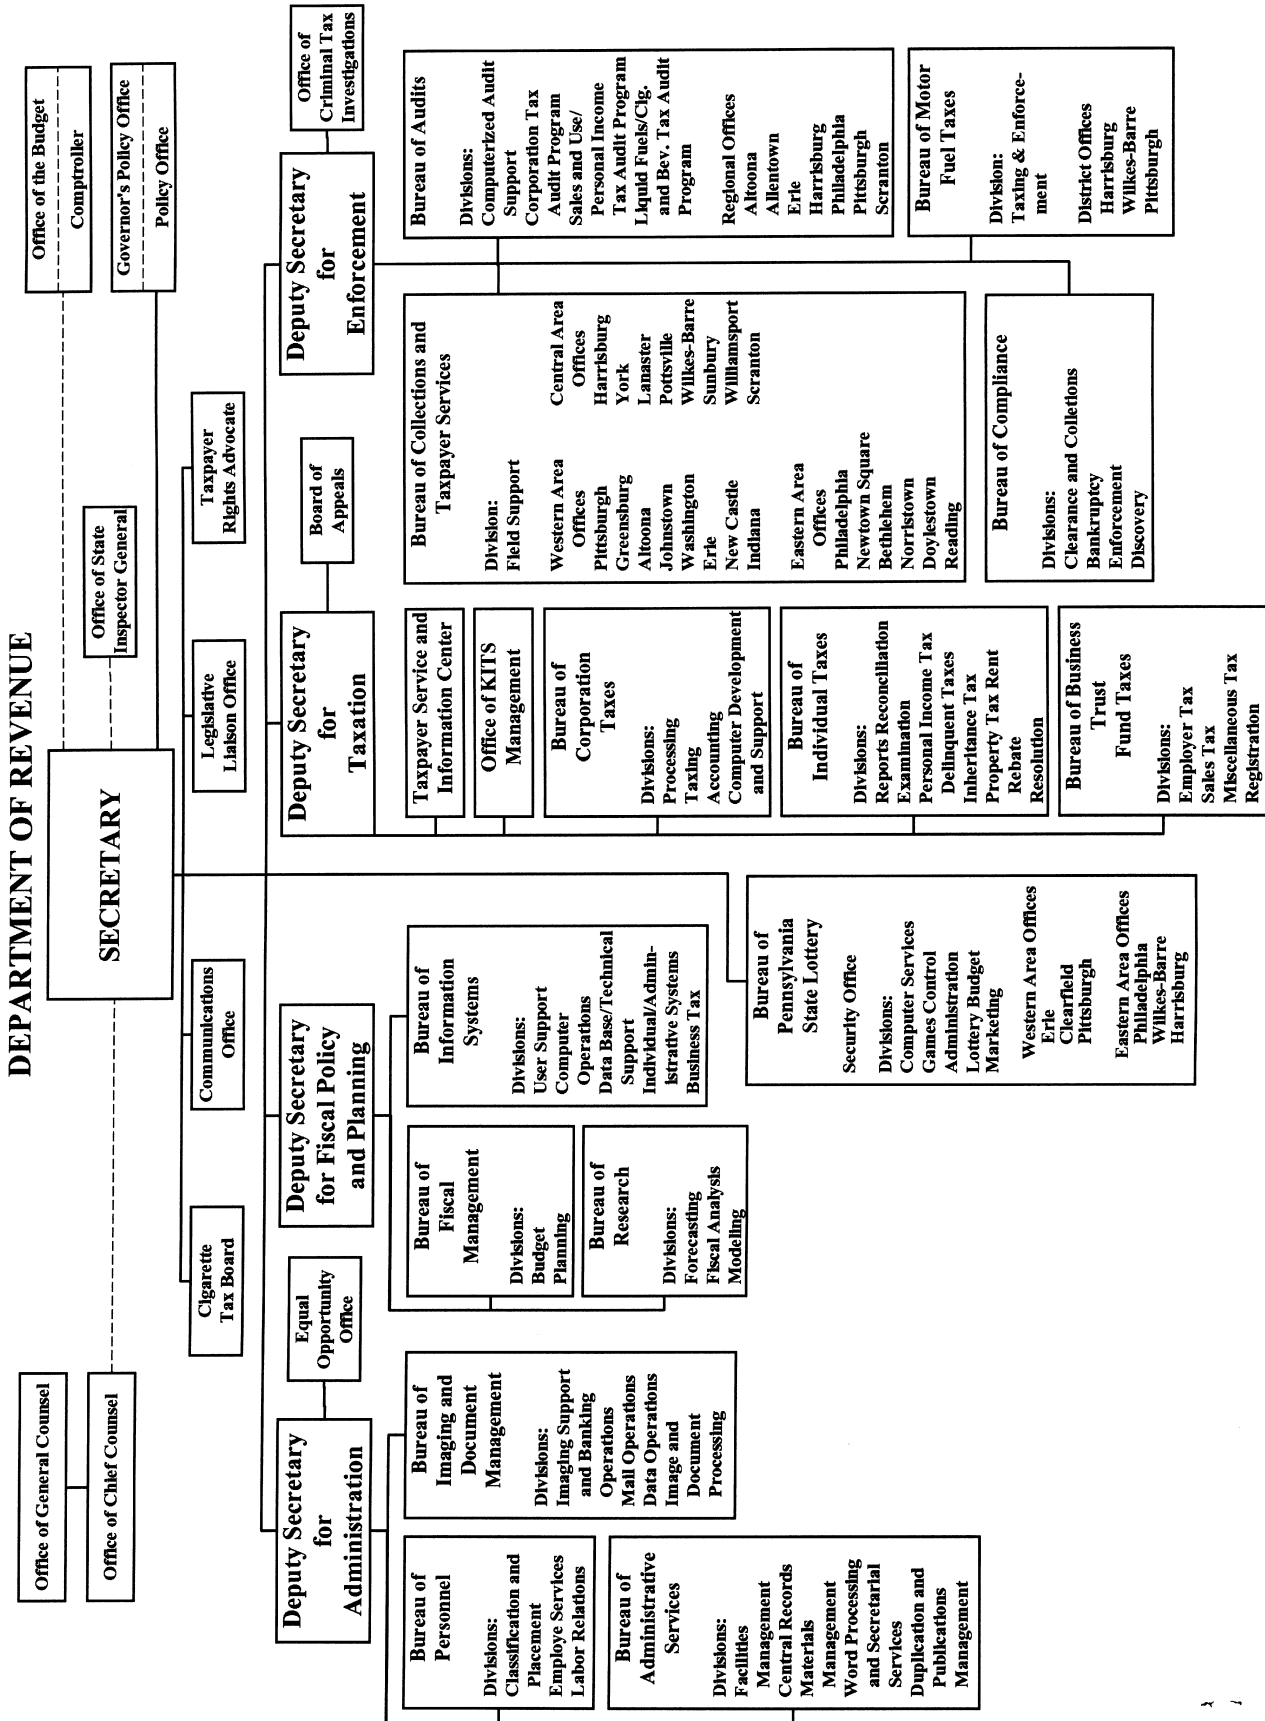 DEPARTMENT OF REVENUE
Office of General Counsel
Office of Chief Counsel
SECRETARY
Office of State
Inspector General
Office of the Budget
Comptroller
Governor's Policy Office
Policy Office
Cigarette
Tax Board
Communications
Office
Legislative
Liaison Office
Taxpayer
Rights Advocate
Deputy Secretary
for
Administration
Equal
Opportunity
Office
Deputy Secretary
for Fiscal Policy
and Planning
Deputy Secretary
for
Taxation
Board of
Appeals
Deputy Secretary
for
Enforcement
Office of
Criminal Tax
Investigations
Bureau of
Personnel
Divisions:
Classification and
Placement
Employe Services
Labor Relations
Bureau of
Administrative
Services
Divisions:
Facilities
Management
Central Records
Materials
Management
Word Processing
and Secretarial
Services
Duplication and
Publications
Management
Bureau of
Imaging and
Document
Management
Divisions:
Imaging Support
and Banking
Operations
Mail Operations
Data Operations
Image and
Document
Processing
Bureau of
Fiscal
Management
Divisions:
Budget
Planning
Bureau of
Research
Divisions:
Forecasting
Fiscal Analysis
Modeling
Bureau of
Information
Systems
Divisions:
User Support
Computer
Operations
Data Base/Technical
Support
Individual/Admin-
istrative Systems
Business Tax
Bureau of
Pennsylvania
State Lottery
Security Office
Divisions:
Computer Services
Games Control
Administration
Lottery Budget
Marketing
Western Area Offices
Erie
Clearfield
Pittsburgh
Eastern Area Offices
Philadelphia
Wilkes-Barre
Harrisburg
Taxpayer Service and
Information Center
Office of KITS
Management
Bureau of
Corporation
Taxes
Divisions:
Processing
Taxing
Accounting
Computer Development
and Support
Bureau of
Individual Taxes
Divisions:
Reports Reconciliation
Examination
Personal Income Tax
Delinquent Taxes
Inheritance Tax
Property Tax Rent
Rebate
Resolution
Bureau of Business
Trust
Fund Taxes
Divisions:
Employer Tax
Sales Tax
Miscellaneous Tax
Registration
Bureau of Collections and
Taxpayer Services
Division:
Field Support
Western Area
Offices
Pittsburgh
Greensburg
Altoona
Johnstown
Washington
Erie
New Castle
Indiana
Central Area
Offices
Harrisburg
York
Lanaster
Pottsville
Wilkes-Barre
Sunbury
Williamsport
Scranton
Eastern Area
Offices
Philadelphia
Newtown Square
Bethlehem
Norristown
Doylestown
Reading
Bureau of Compliance
Divisions:
Clearance and Colletions
Bankruptcy
Enforcement
Discovery
Bureau of Audits
Divisions:
Computerized Audit
Support
Corporation Tax
Audit Program
Sales and Use/
Personal Income
Tax Audit Program
Liquid Fuels/Cig.
and Bev. Tax Audit
Program
Regional Offices
Altoona
Allentown
Erie
Harrisburg
Philadelphia
Pittsburgh
Scranton
Bureau of Motor
Fuel Taxes
Division:
Taxing & Enforce-
ment
District Offices
Harrisburg
Wilkes-Barre
Pittsburgh